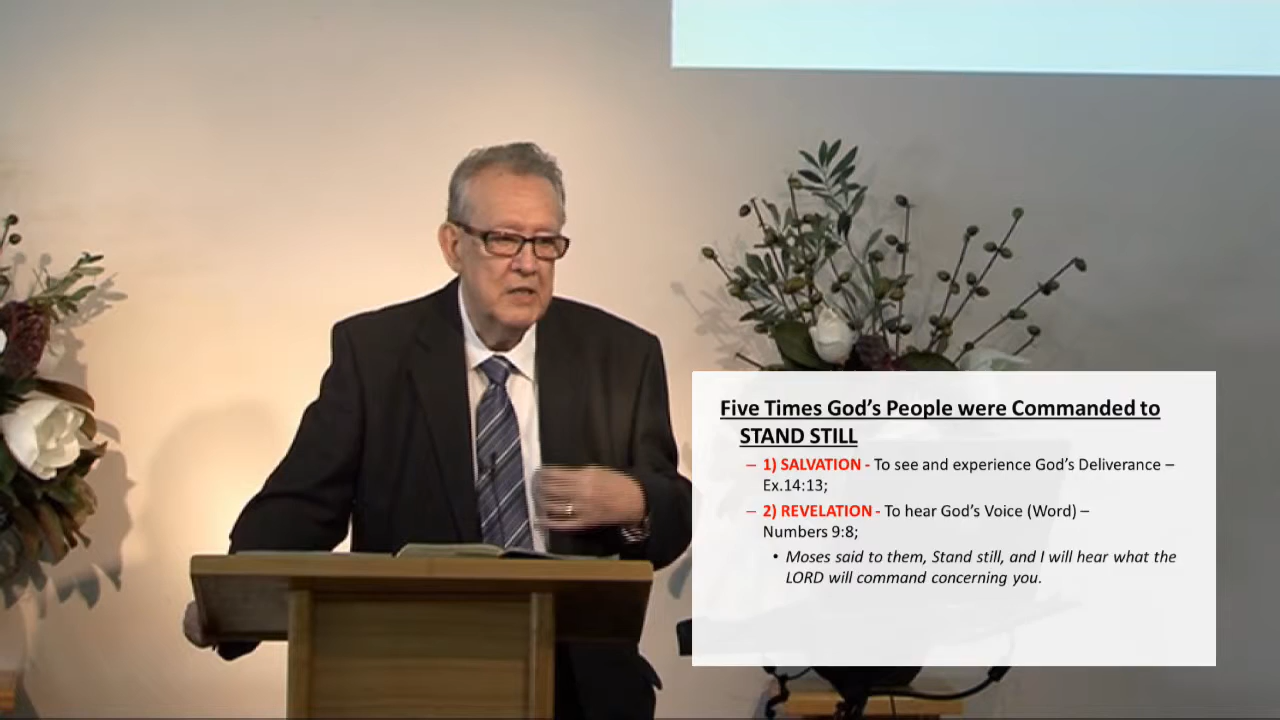 Five Times God’s People were Commanded to
STAND STILL
– 1) SALVATION - To see and experience God’s Deliverance –
Ex.14:13;
– 2) REVELATION - To hear God’s Voice (Word) –
Numbers 9:8;
• Moses said to them, Stand still, and I will hear what the
LORD will command concerning you.